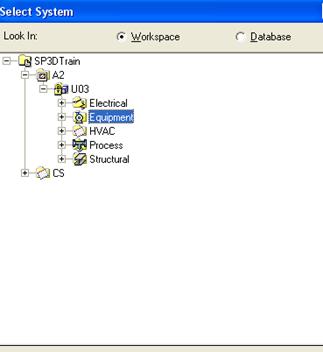 Select System
Look In: Workspace Database
SP3DTrain
A2
U03
Electrical
Equipment
HVAC
Process
Structural
CS